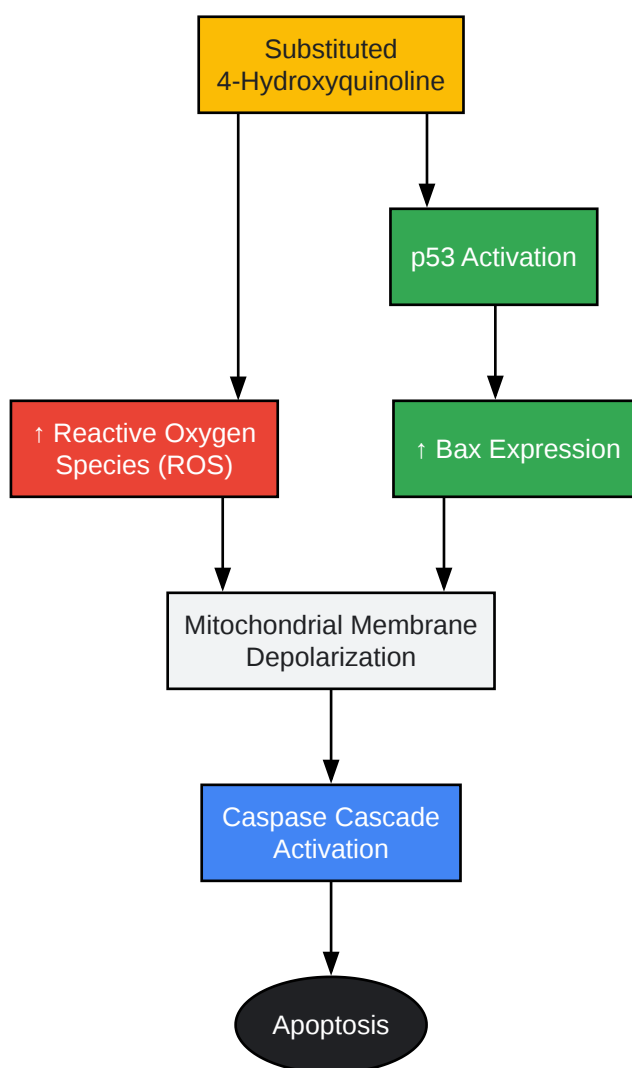 Substituted
4-Hydroxyquinoline
p53 Activation
↑ Reactive Oxygen
Species (ROS)
↑ Bax Expression
Mitochondrial Membrane
Depolarization
Caspase Cascade
Activation
Apoptosis